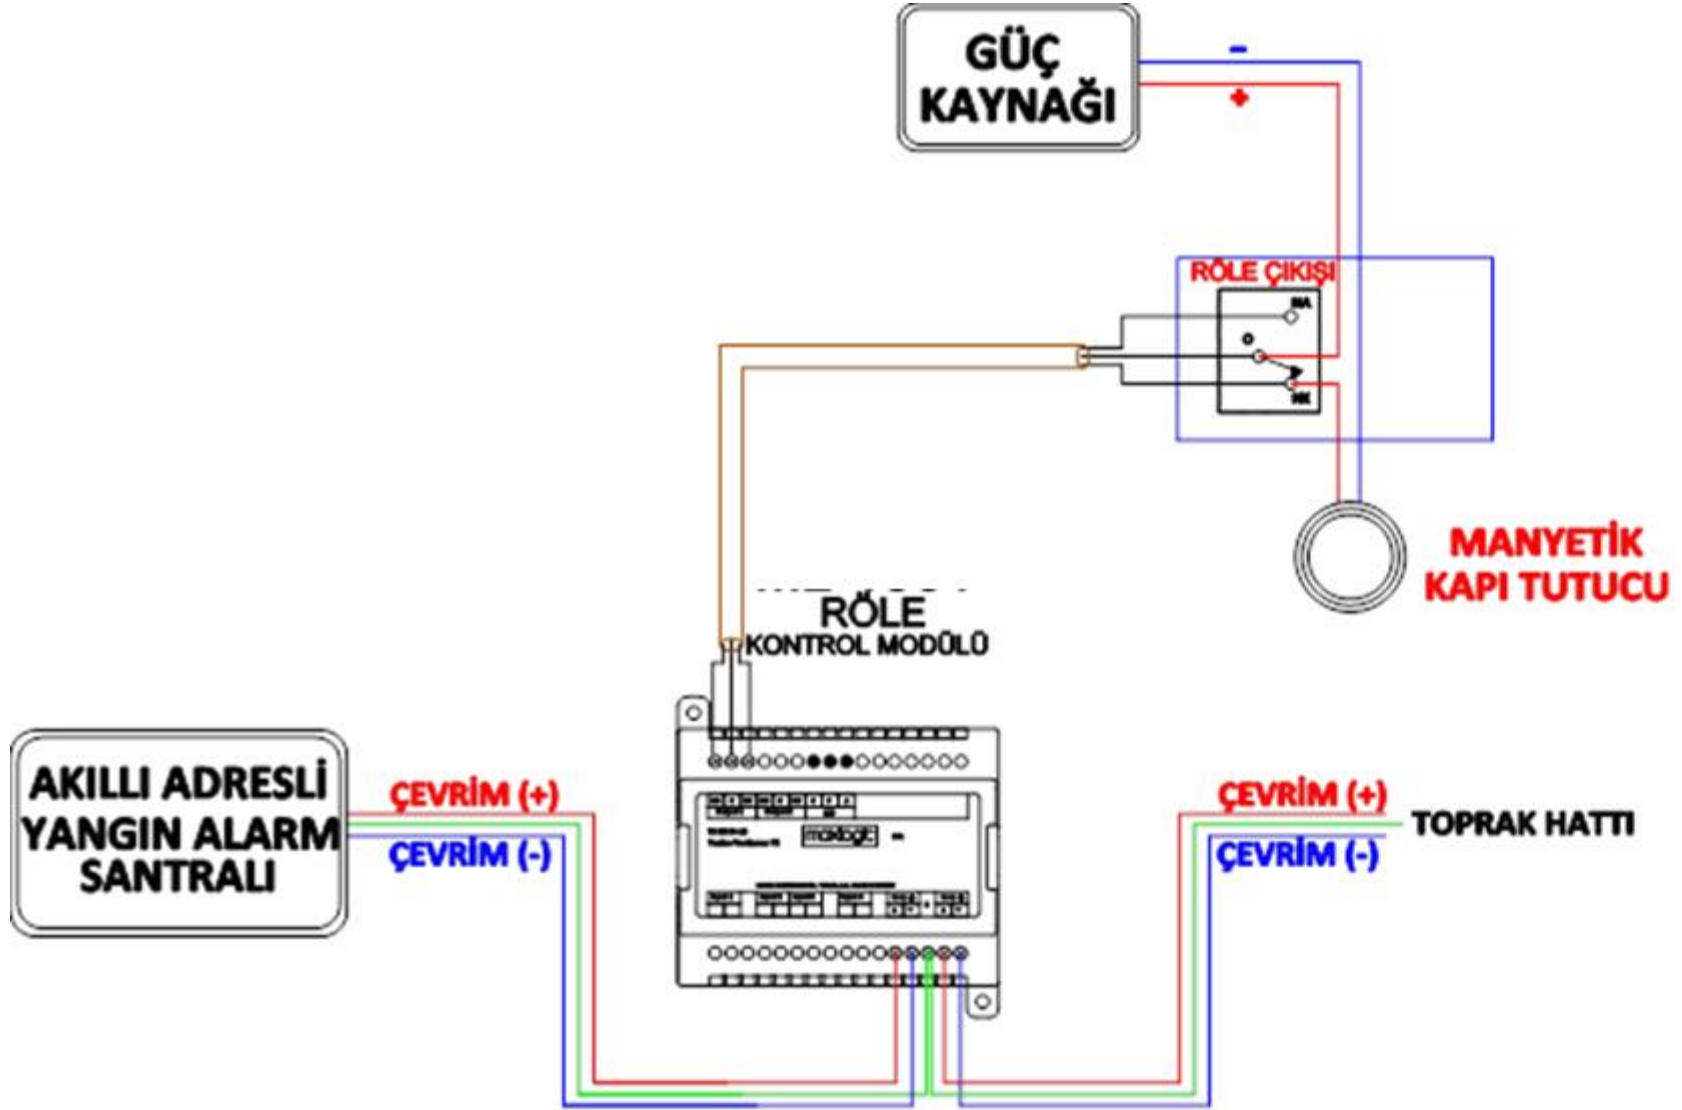 GÜÇ
KAYNAĞI
-
+
RÖLE ÇIKIŞI
NA
O
NK
MANYETİK
KAPI TUTUCU
RÖLE
KONTROL MODÜLÜ
AKILLI ADRESLİ
YANGIN ALARM
SANTRALI
ÇEVRİM (+)
ÇEVRİM (-)
maxlogic
ÇEVRİM (+)
TOPRAK HATTI
ÇEVRİM (-)